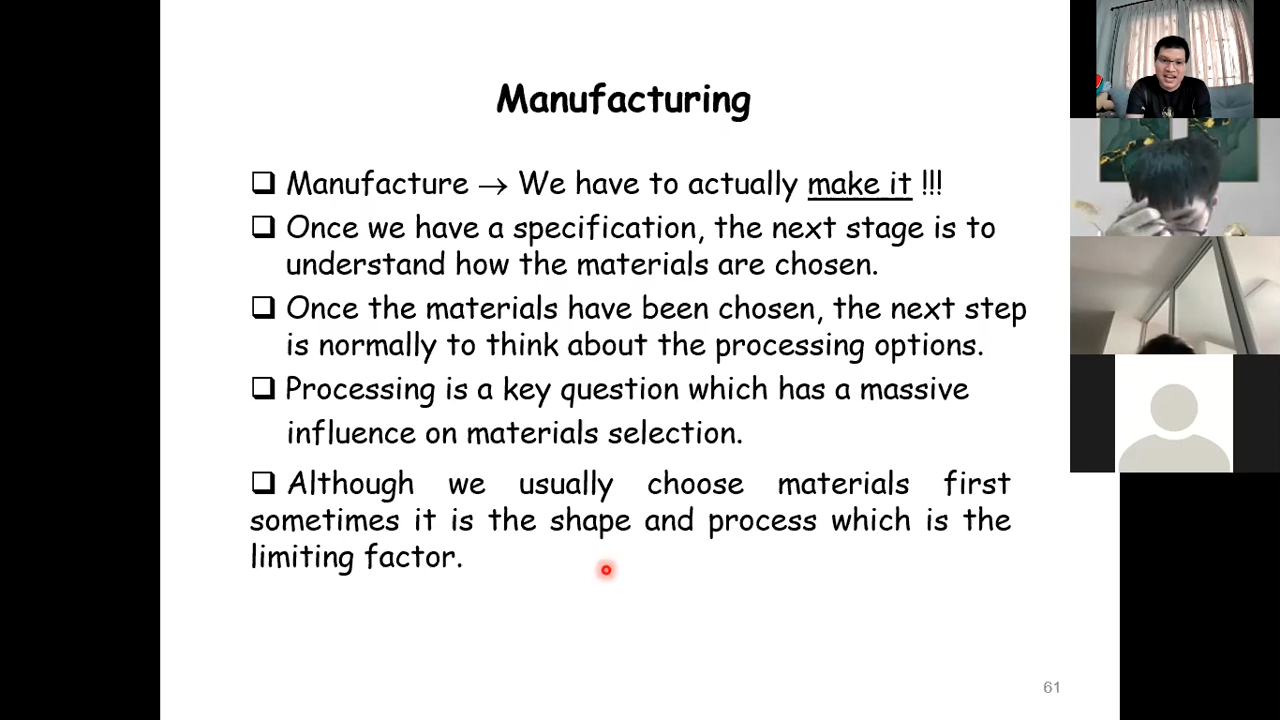 Manufacturing
❑ Manufacture → We have to actually make it !!!
❑ Once we have a specification, the next stage is to
understand how the materials are chosen.
❑ Once the materials have been chosen, the next step
is normally to think about the processing options.
❑ Processing is a key question which has a massive
influence on materials selection.
❑ Although we usually choose materials first
sometimes it is the shape and process which is the
limiting factor.
61